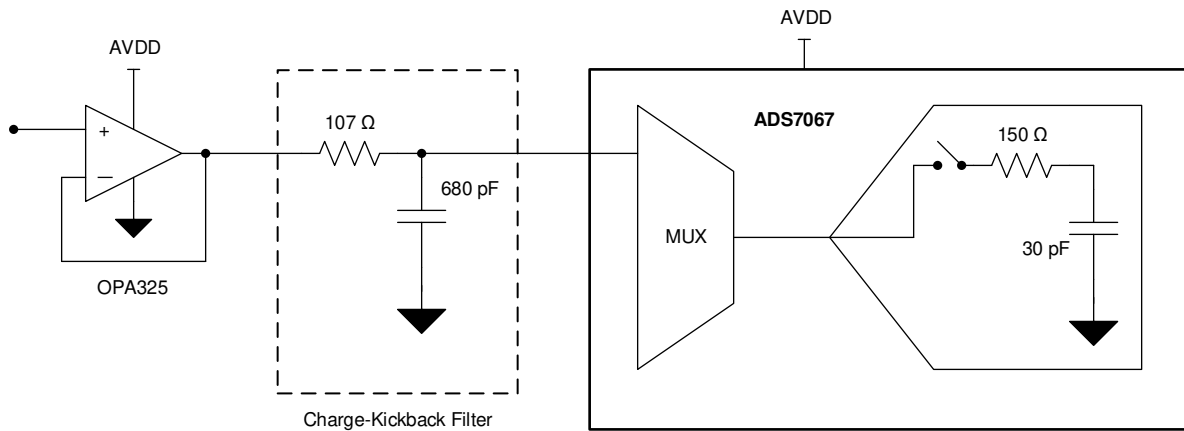 AVDD
+
−
OPA325
107 Ω
680 pF
Charge-Kickback Filter
AVDD
ADS7067
MUX
150 Ω
30 pF